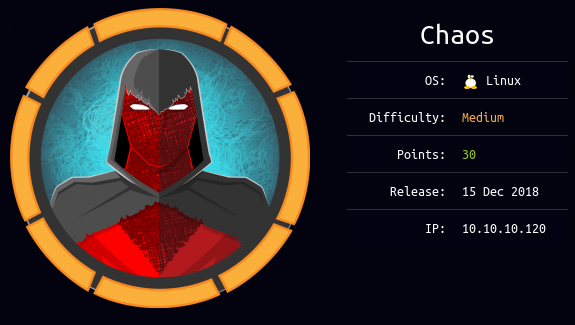 Chaos
OS: Linux
Difficulty: Medium
Points: 30
Release: 15 Dec 2018
IP: 10.10.10.120